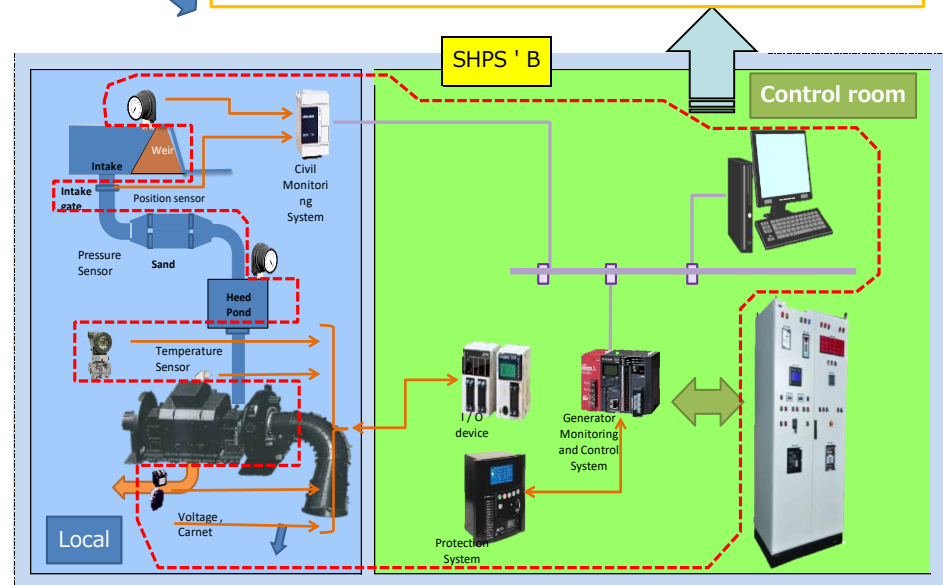 SHPS ' B
Control room
Weir
Intake
Intake
gate
Position sensor
Civil
Monitori
ng
System
Pressure
Sensor
Sand
Heed
Pond
Temperature
Sensor
I / O
device
Generator
Monitoring
and Control
System
Voltage ,
Carnet
Protection
System
Local